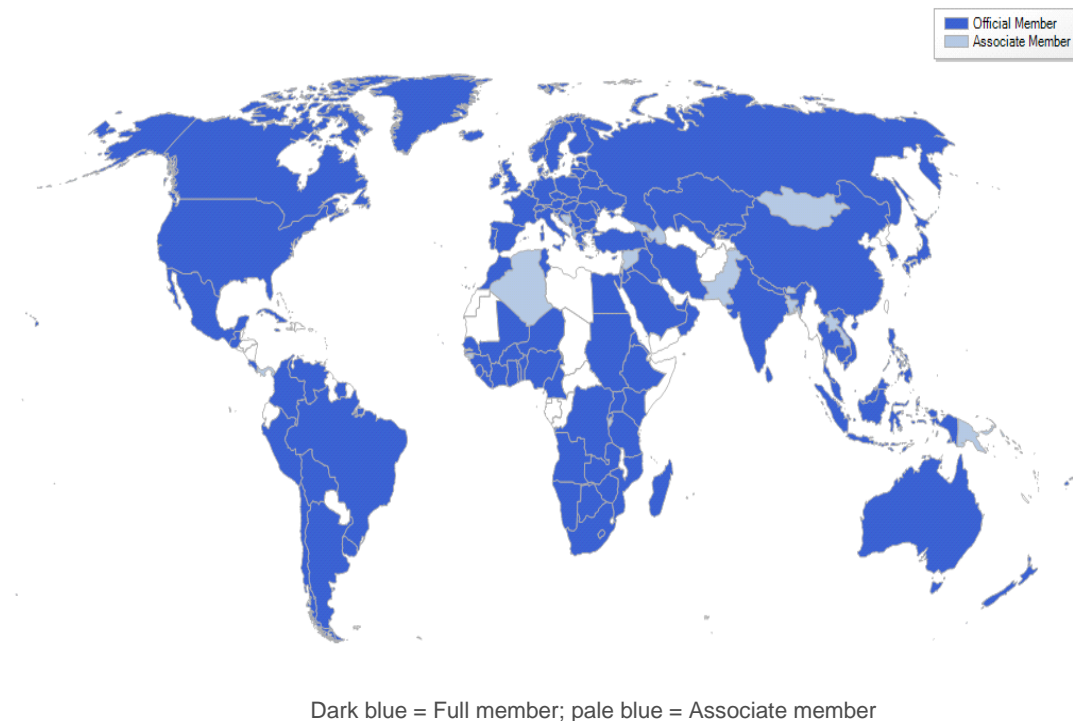 Official Member
Associate Member
Dark blue = Full member; pale blue = Associate member